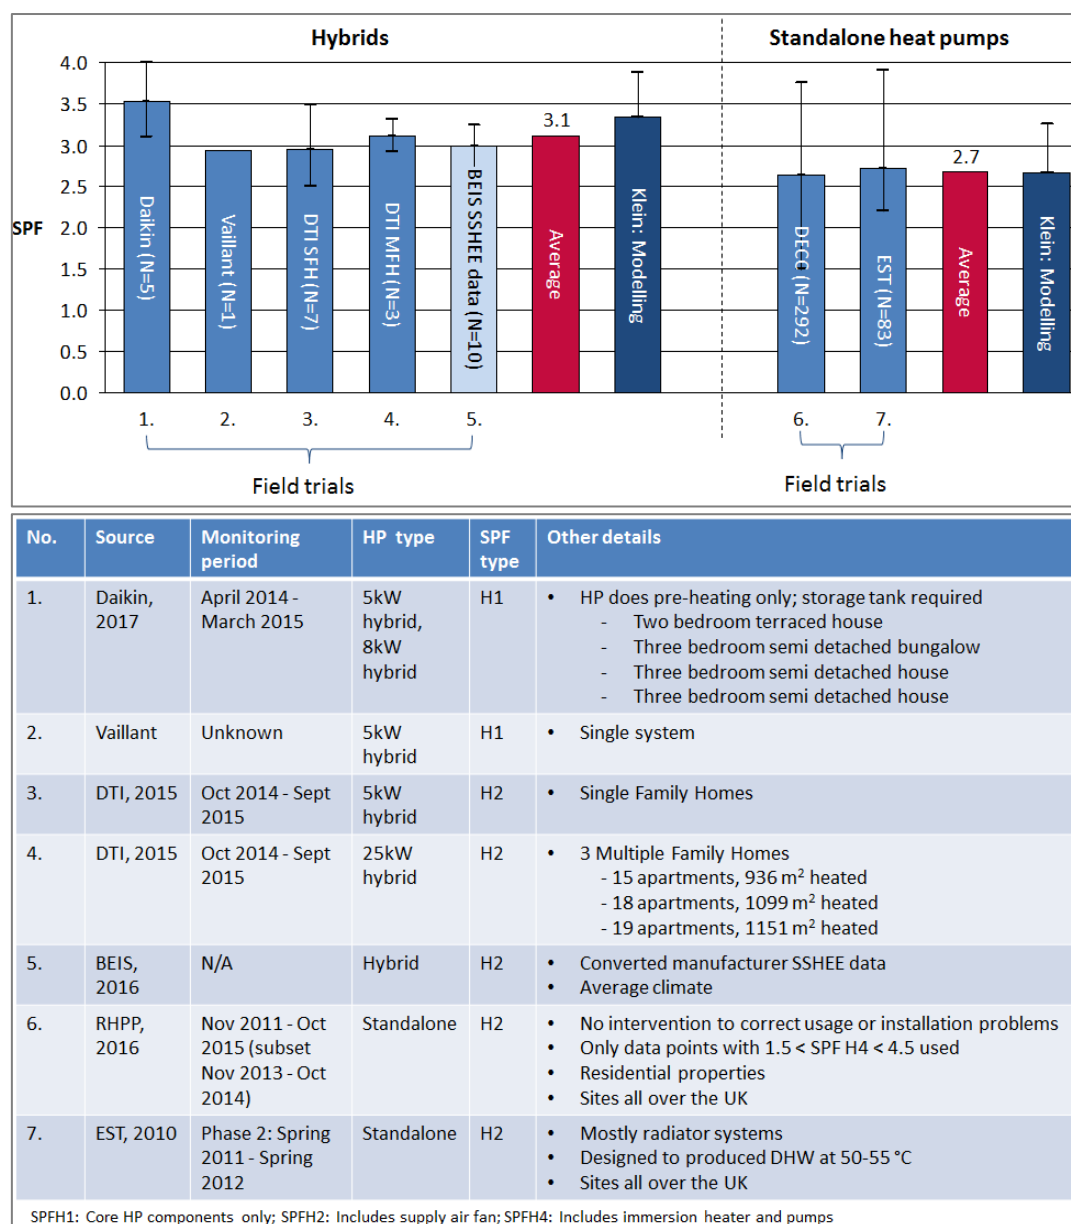 Hybrids
Standalone heat pumps
4.0
3.5
3.0
2.5
2.0
1.5
1.0
0.5
0.0
SPF
Daikin (N=5)
Vaillant (N=1)
DTI SFH (N=7)
DTI MFH (N=3)
BEIS SSHEE data (N=10)
3.1
Average
Klein: Modelling
DECC (N=292)
EST (N=83)
2.7
Average
Klein: Modelling
1. 2. 3. 4. 5. 6. 7.
Field trials
Field trials
No. Source Monitoring period HP type SPF type Other details
1. Daikin, 2017 April 2014 - March 2015 5kW hybrid, 8kW hybrid H1 • HP does pre-heating only; storage tank required
- Two bedroom terraced house
- Three bedroom semi detached bungalow
- Three bedroom semi detached house
- Three bedroom semi detached house
2. Vaillant Unknown 5kW hybrid H1 • Single system
3. DTI, 2015 Oct 2014 - Sept 2015 5kW hybrid H2 • Single Family Homes
4. DTI, 2015 Oct 2014 - Sept 2015 25kW hybrid H2 • 3 Multiple Family Homes
- 15 apartments, 936 m² heated
- 18 apartments, 1099 m² heated
- 19 apartments, 1151 m² heated
5. BEIS, 2016 N/A Hybrid H2 • Converted manufacturer SSHEE data
• Average climate
6. RHPP, 2016 Nov 2011 - Oct 2015 (subset Nov 2013 - Oct 2014) Standalone H2 • No intervention to correct usage or installation problems
• Only data points with 1.5 < SPF H4 < 4.5 used
• Residential properties
• Sites all over the UK
7. EST, 2010 Phase 2: Spring 2011 - Spring 2012 Standalone H2 • Mostly radiator systems
• Designed to produced DHW at 50-55 °C
• Sites all over the UK
SPFH1: Core HP components only; SPFH2: Includes supply air fan; SPFH4: Includes immersion heater and pumps